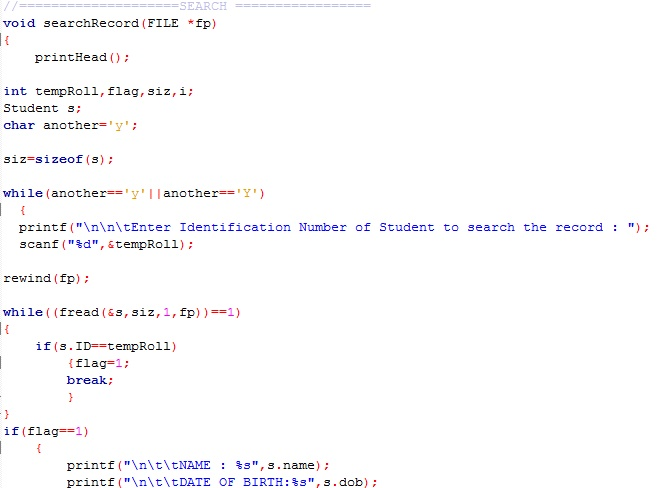 //====================SEARCH =================
void searchRecord(FILE *fp)
{
printHead();
int tempRoll,flag,siz,i;
Student s;
char another='y';
siz=sizeof(s);
while(another=='y'||another=='Y')
{
printf("\n\n\tEnter Identification Number of Student to search the record : ");
scanf("%d",&tempRoll);
rewind(fp);
while((fread(&s,siz,1,fp))==1)
{
if(s.ID==tempRoll)
{flag=1;
break;
}
}
if(flag==1)
{
printf("\n\t\tNAME : %s",s.name);
printf("\n\t\tDATE OF BIRTH:%s",s.dob);